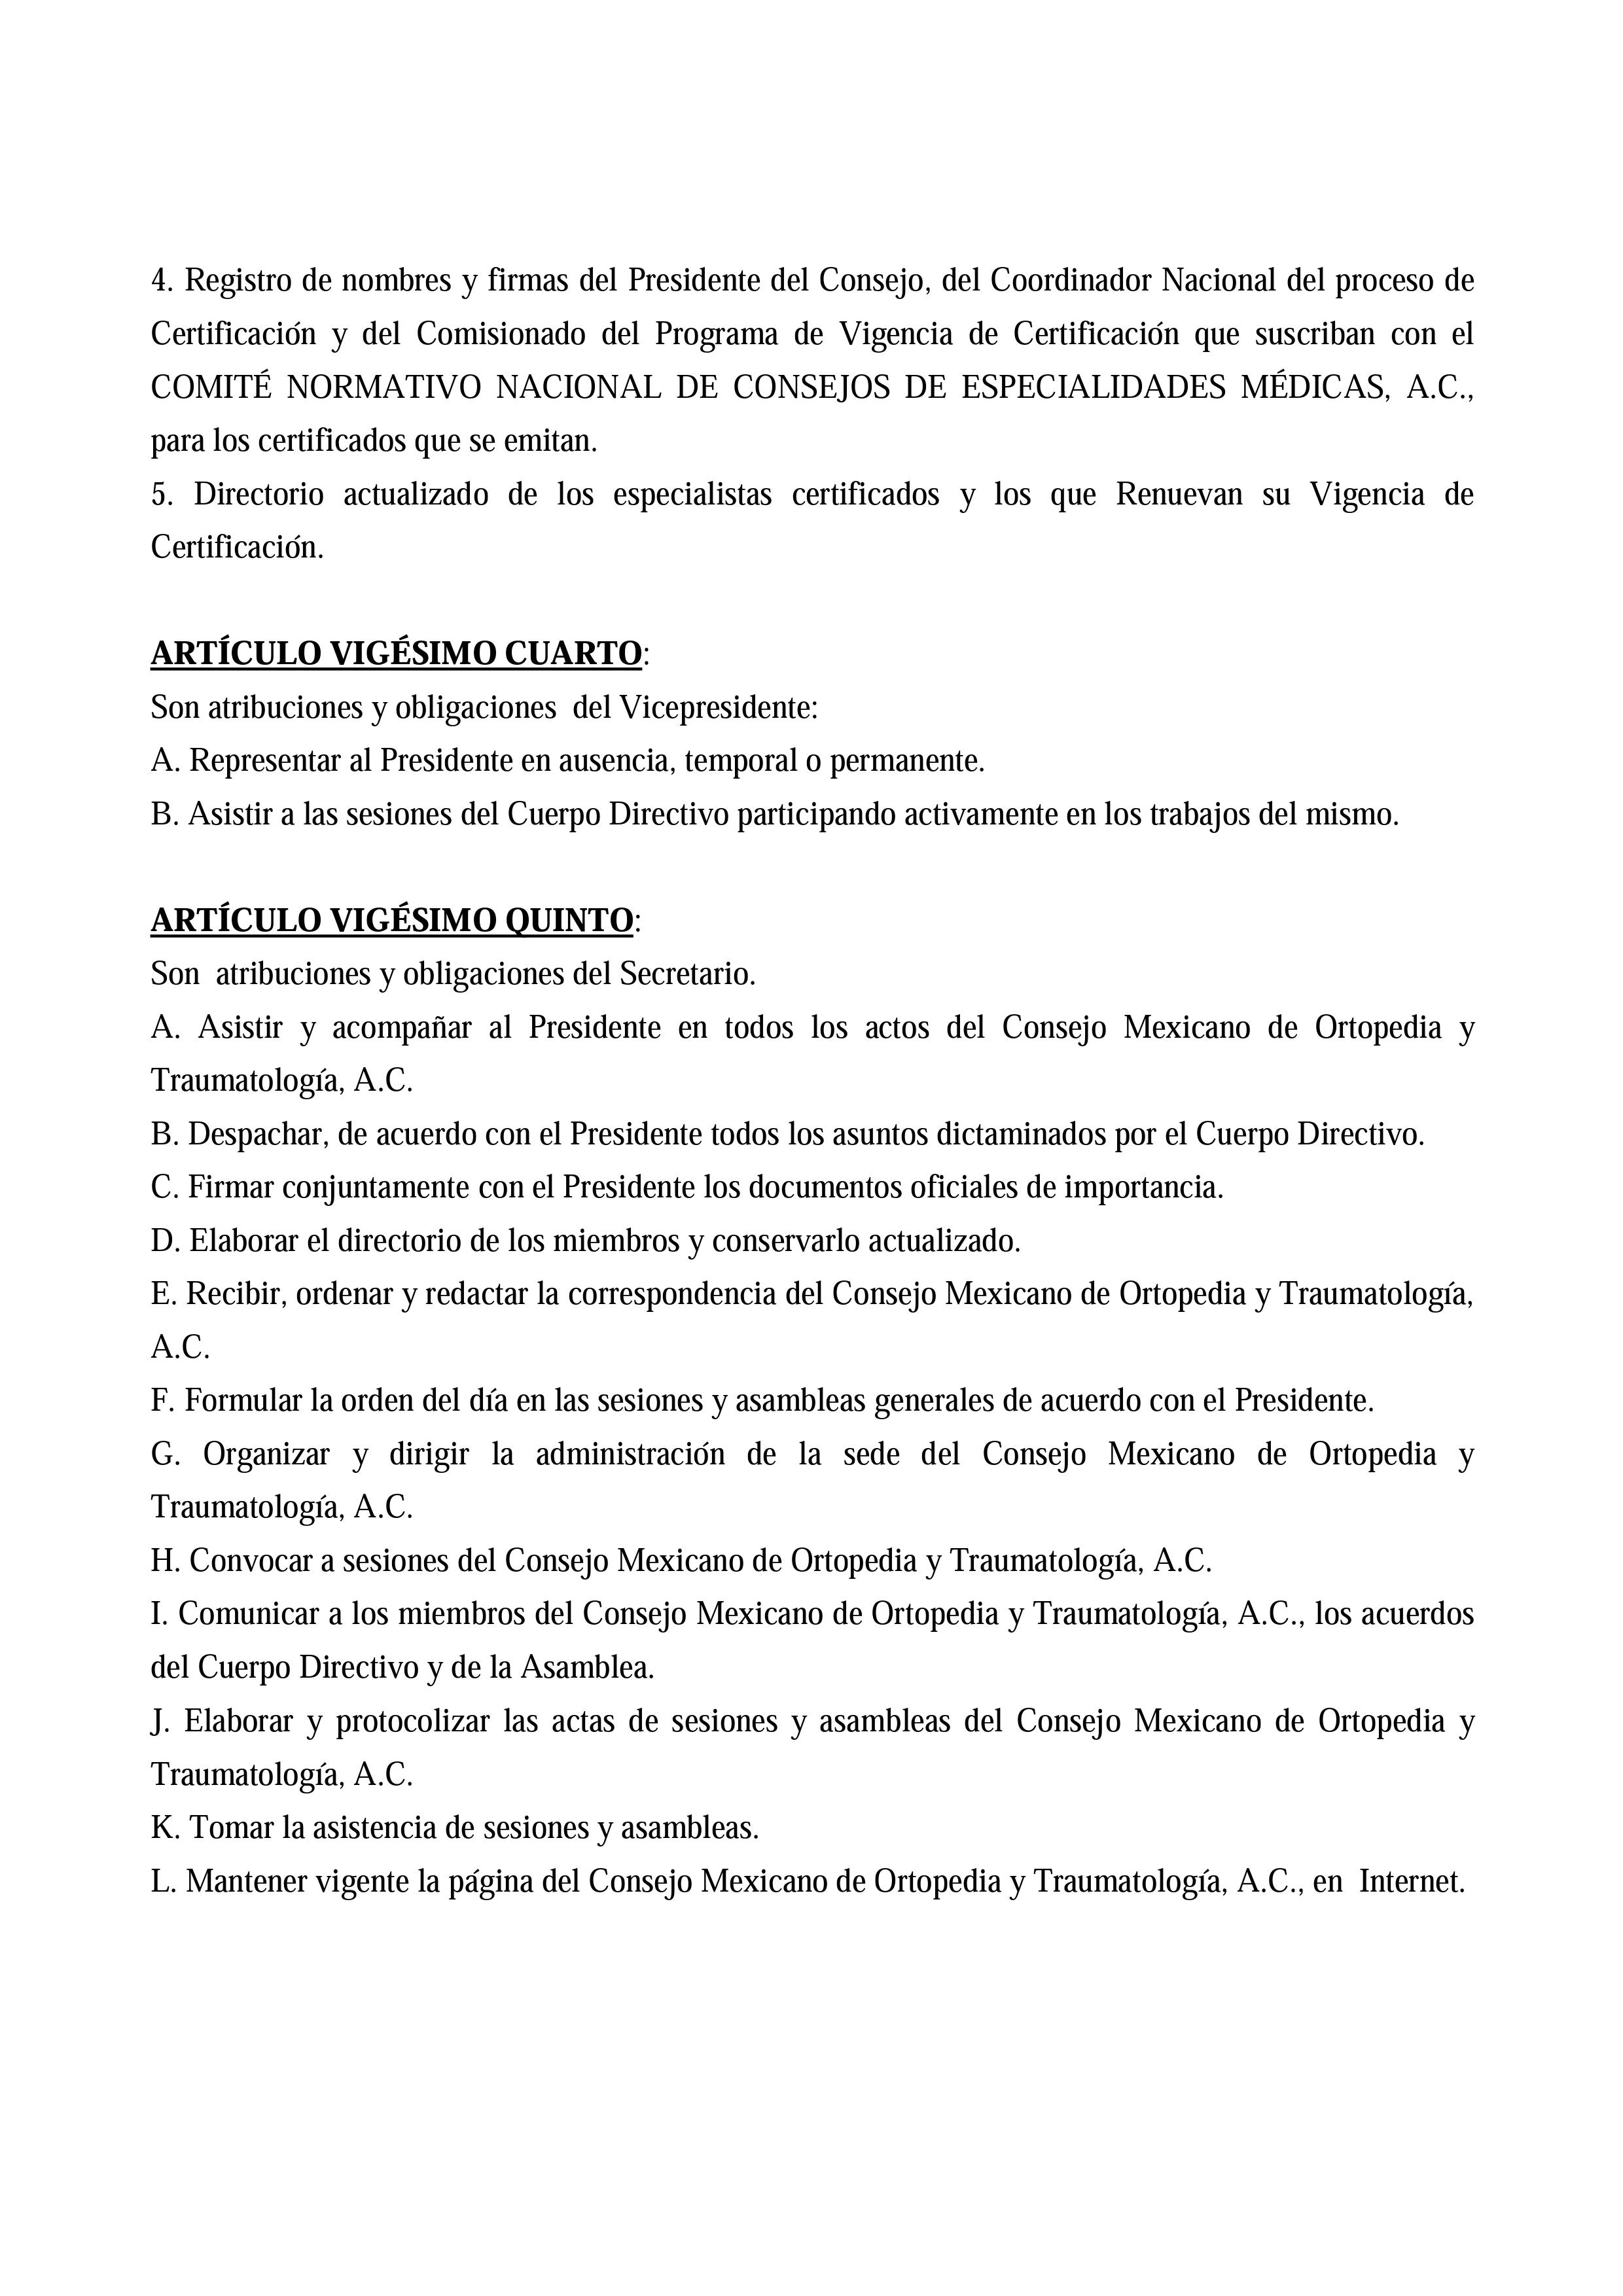 4. Registro de nombres y firmas del Presidente del Consejo, del Coordinador Nacional del proceso de
Certificación y del Comisionado del Programa de Vigencia de Certificación que suscriban con el
COMITÉ NORMATIVO NACIONAL DE CONSEJOS DE ESPECIALIDADES MÉDICAS, A.C.,
para los certificados que se emitan.
5. Directorio actualizado de los especialistas certificados y los que Renuevan su Vigencia de
Certificación.
ARTÍCULO VIGÉSIMO CUARTO:
Son atribuciones y obligaciones  del Vicepresidente:
A. Representar al Presidente en ausencia, temporal o permanente.
B. Asistir a las sesiones del Cuerpo Directivo participando activamente en los trabajos del mismo.
ARTÍCULO VIGÉSIMO QUINTO:
Son  atribuciones y obligaciones del Secretario.
A. Asistir y acompañar al Presidente en todos los actos del Consejo Mexicano de Ortopedia y
Traumatología, A.C.
B. Despachar, de acuerdo con el Presidente todos los asuntos dictaminados por el Cuerpo Directivo.
C. Firmar conjuntamente con el Presidente los documentos oficiales de importancia.
D. Elaborar el directorio de los miembros y conservarlo actualizado.
E. Recibir, ordenar y redactar la correspondencia del Consejo Mexicano de Ortopedia y Traumatología,
A.C.
F. Formular la orden del día en las sesiones y asambleas generales de acuerdo con el Presidente.
G. Organizar y dirigir la administración de la sede del Consejo Mexicano de Ortopedia y
Traumatología, A.C.
H. Convocar a sesiones del Consejo Mexicano de Ortopedia y Traumatología, A.C.
I. Comunicar a los miembros del Consejo Mexicano de Ortopedia y Traumatología, A.C., los acuerdos
del Cuerpo Directivo y de la Asamblea.
J. Elaborar y protocolizar las actas de sesiones y asambleas del Consejo Mexicano de Ortopedia y
Traumatología, A.C.
K. Tomar la asistencia de sesiones y asambleas.
L. Mantener vigente la página del Consejo Mexicano de Ortopedia y Traumatología, A.C., en  Internet.